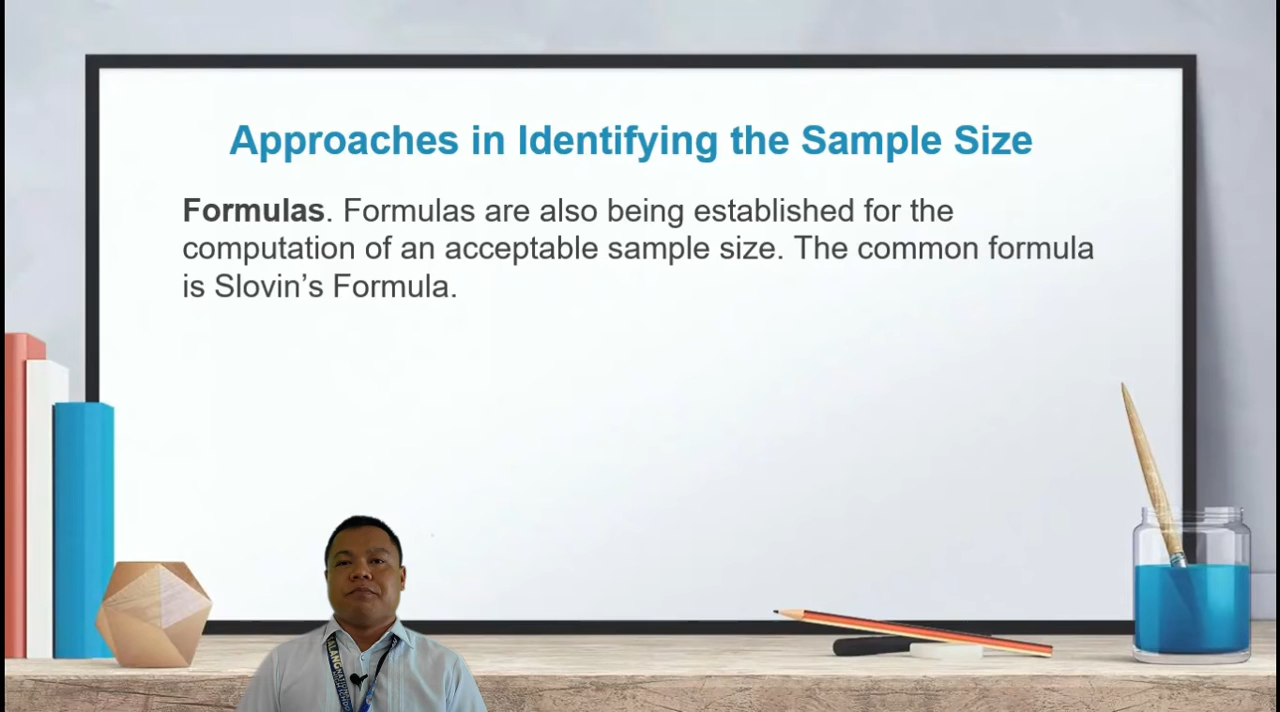 Approaches in Identifying the Sample Size
Formulas. Formulas are also being established for the
computation of an acceptable sample size. The common formula
is Slovin’s Formula.